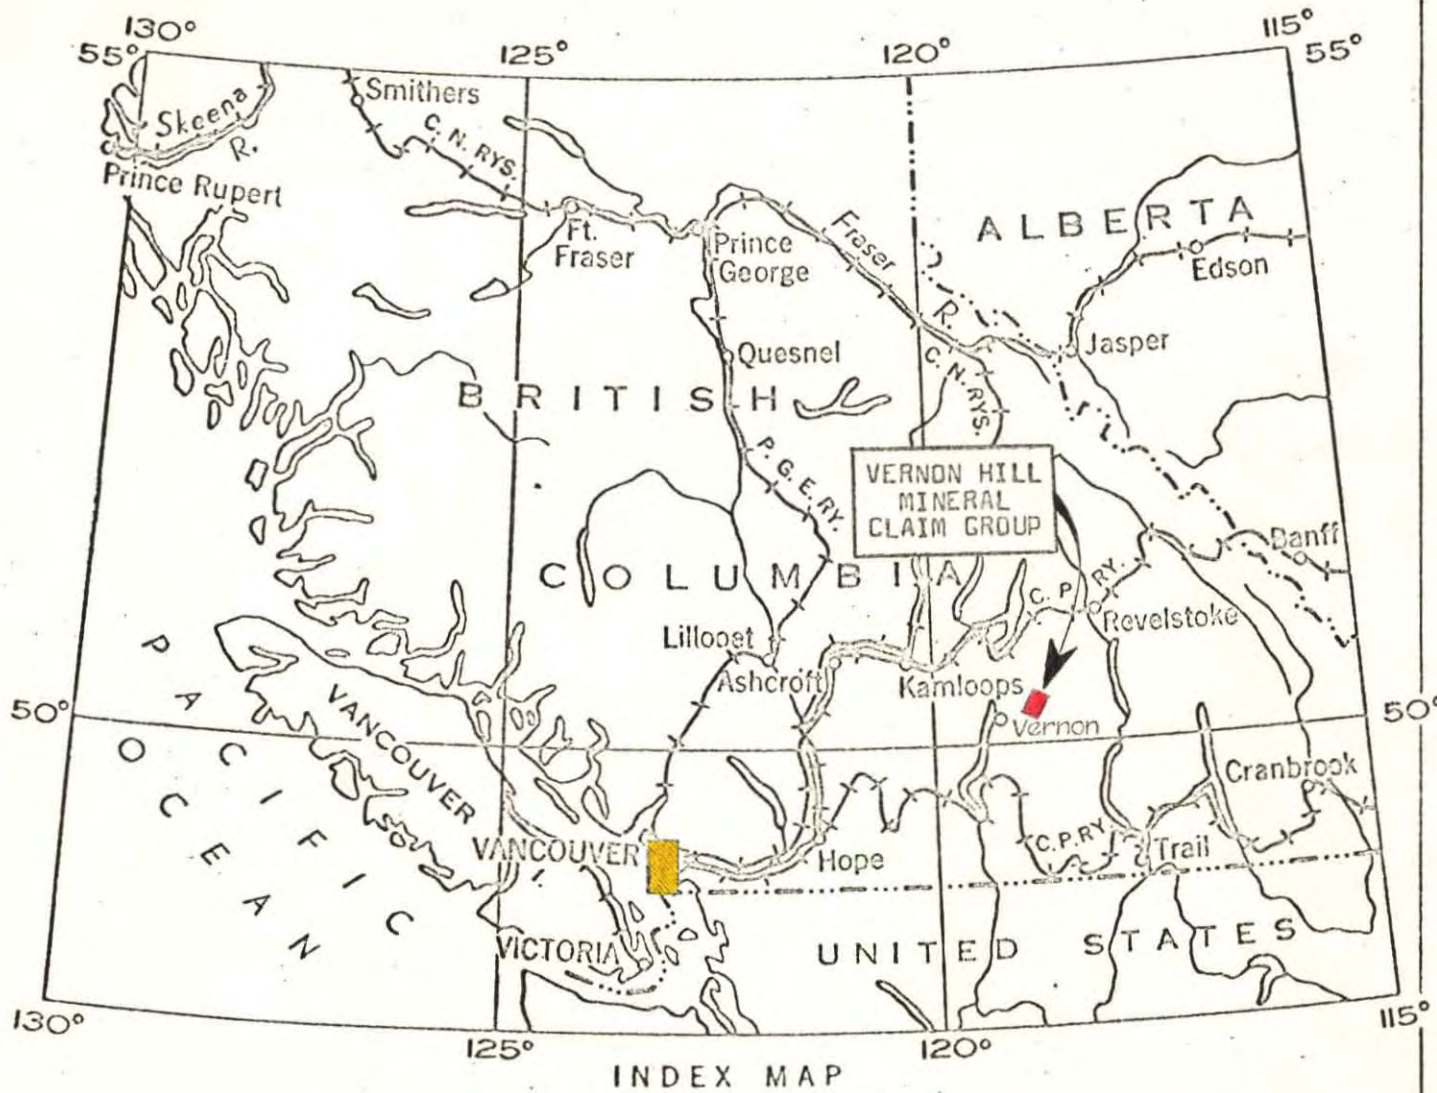 130° 125° 120° 115°
55° 55°
Smithers
Skeena
R.
C. N. RYS.
Prince Rupert
Ft.
Fraser
Prince
George
Fraser
R.
ALBERTA
Edson
Jasper
Quesnel
C. N. RYS.
BRITISH
P. G. E. RY.
VERNON HILL
MINERAL
CLAIM GROUP
Banff
COLUMBIA
C. P. RY.
Revelstoke
Lillooet
Ashcroft
Kamloops
Vernon
50° 50°
PACIFIC
OCEAN
VANCOUVER
Cranbrook
VANCOUVER
Hope
C.P.RY.
Trail
VICTORIA
UNITED STATES
130° 125° 120° 115°
INDEX MAP